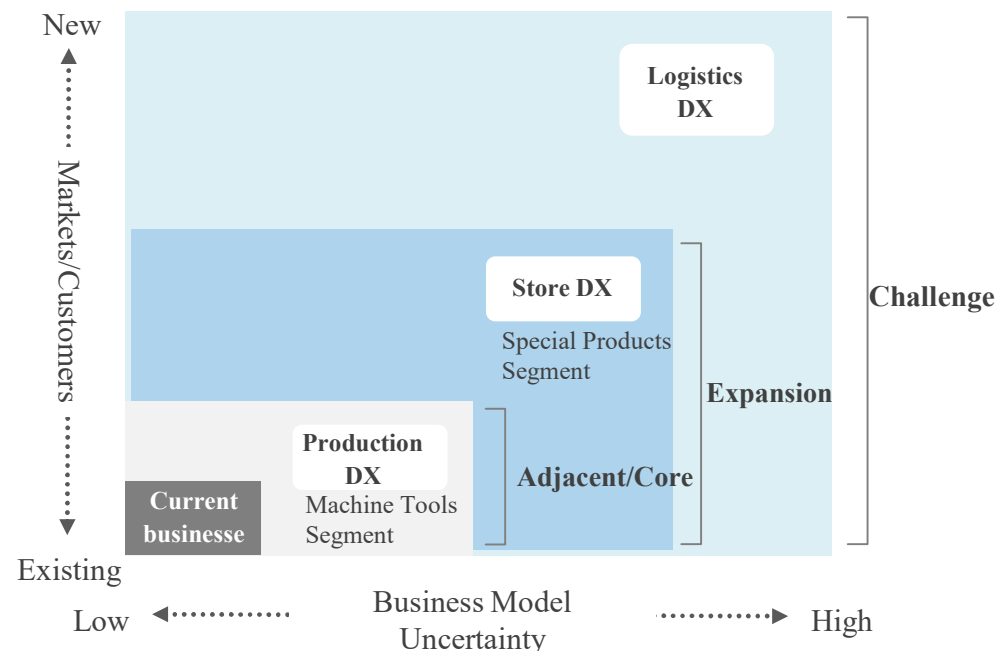 New
Logistics
DX
Markets/Customers
Store DX
Challenge
Special Products
Segment
Expansion
Production
DX
Adjacent/Core
Machine Tools
Segment
Current
businesse
Existing
Low
Business Model
Uncertainty
High